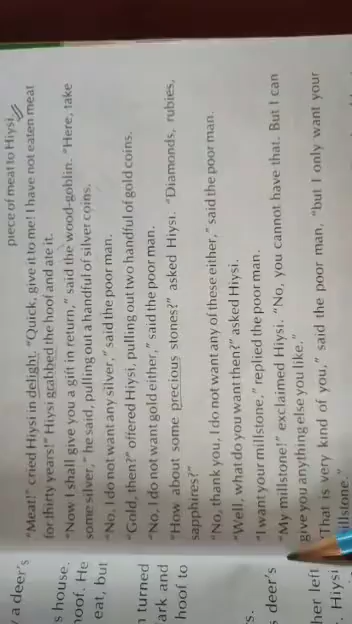 a deer's
s house.
hoof. He
eat, but
turned
ark and
hoof to
s.
deer's
her left
Hiysi
piece of meat to Hiysi.
"Meat!" cried Hiysi in delight. "Quick, give it to me! I have not eaten meat
for thirty years!" Hiysi grabbed the hoof and ate it.
"Now I shall give you a gift in return," said the wood-goblin. "Here, take
some silver," he said, pulling out a handful of silver coins.
"No, I do not want any silver," said the poor man.
"Gold, then?" offered Hiysi, pulling out two handful of gold coins.
"No, I do not want gold either," said the poor man.
"How about some precious stones?" asked Hiysi. "Diamonds, rubies,
sapphires?"
"No, thank you, I do not want any of these either," said the poor man.
"Well, what do you want then?" asked Hiysi.
"I want your millstone," replied the poor man.
"My millstone!" exclaimed Hiysi. "No, you cannot have that. But I can
give you anything else you like."
"That is very kind of you," said the poor man, "but I only want your
millstone."